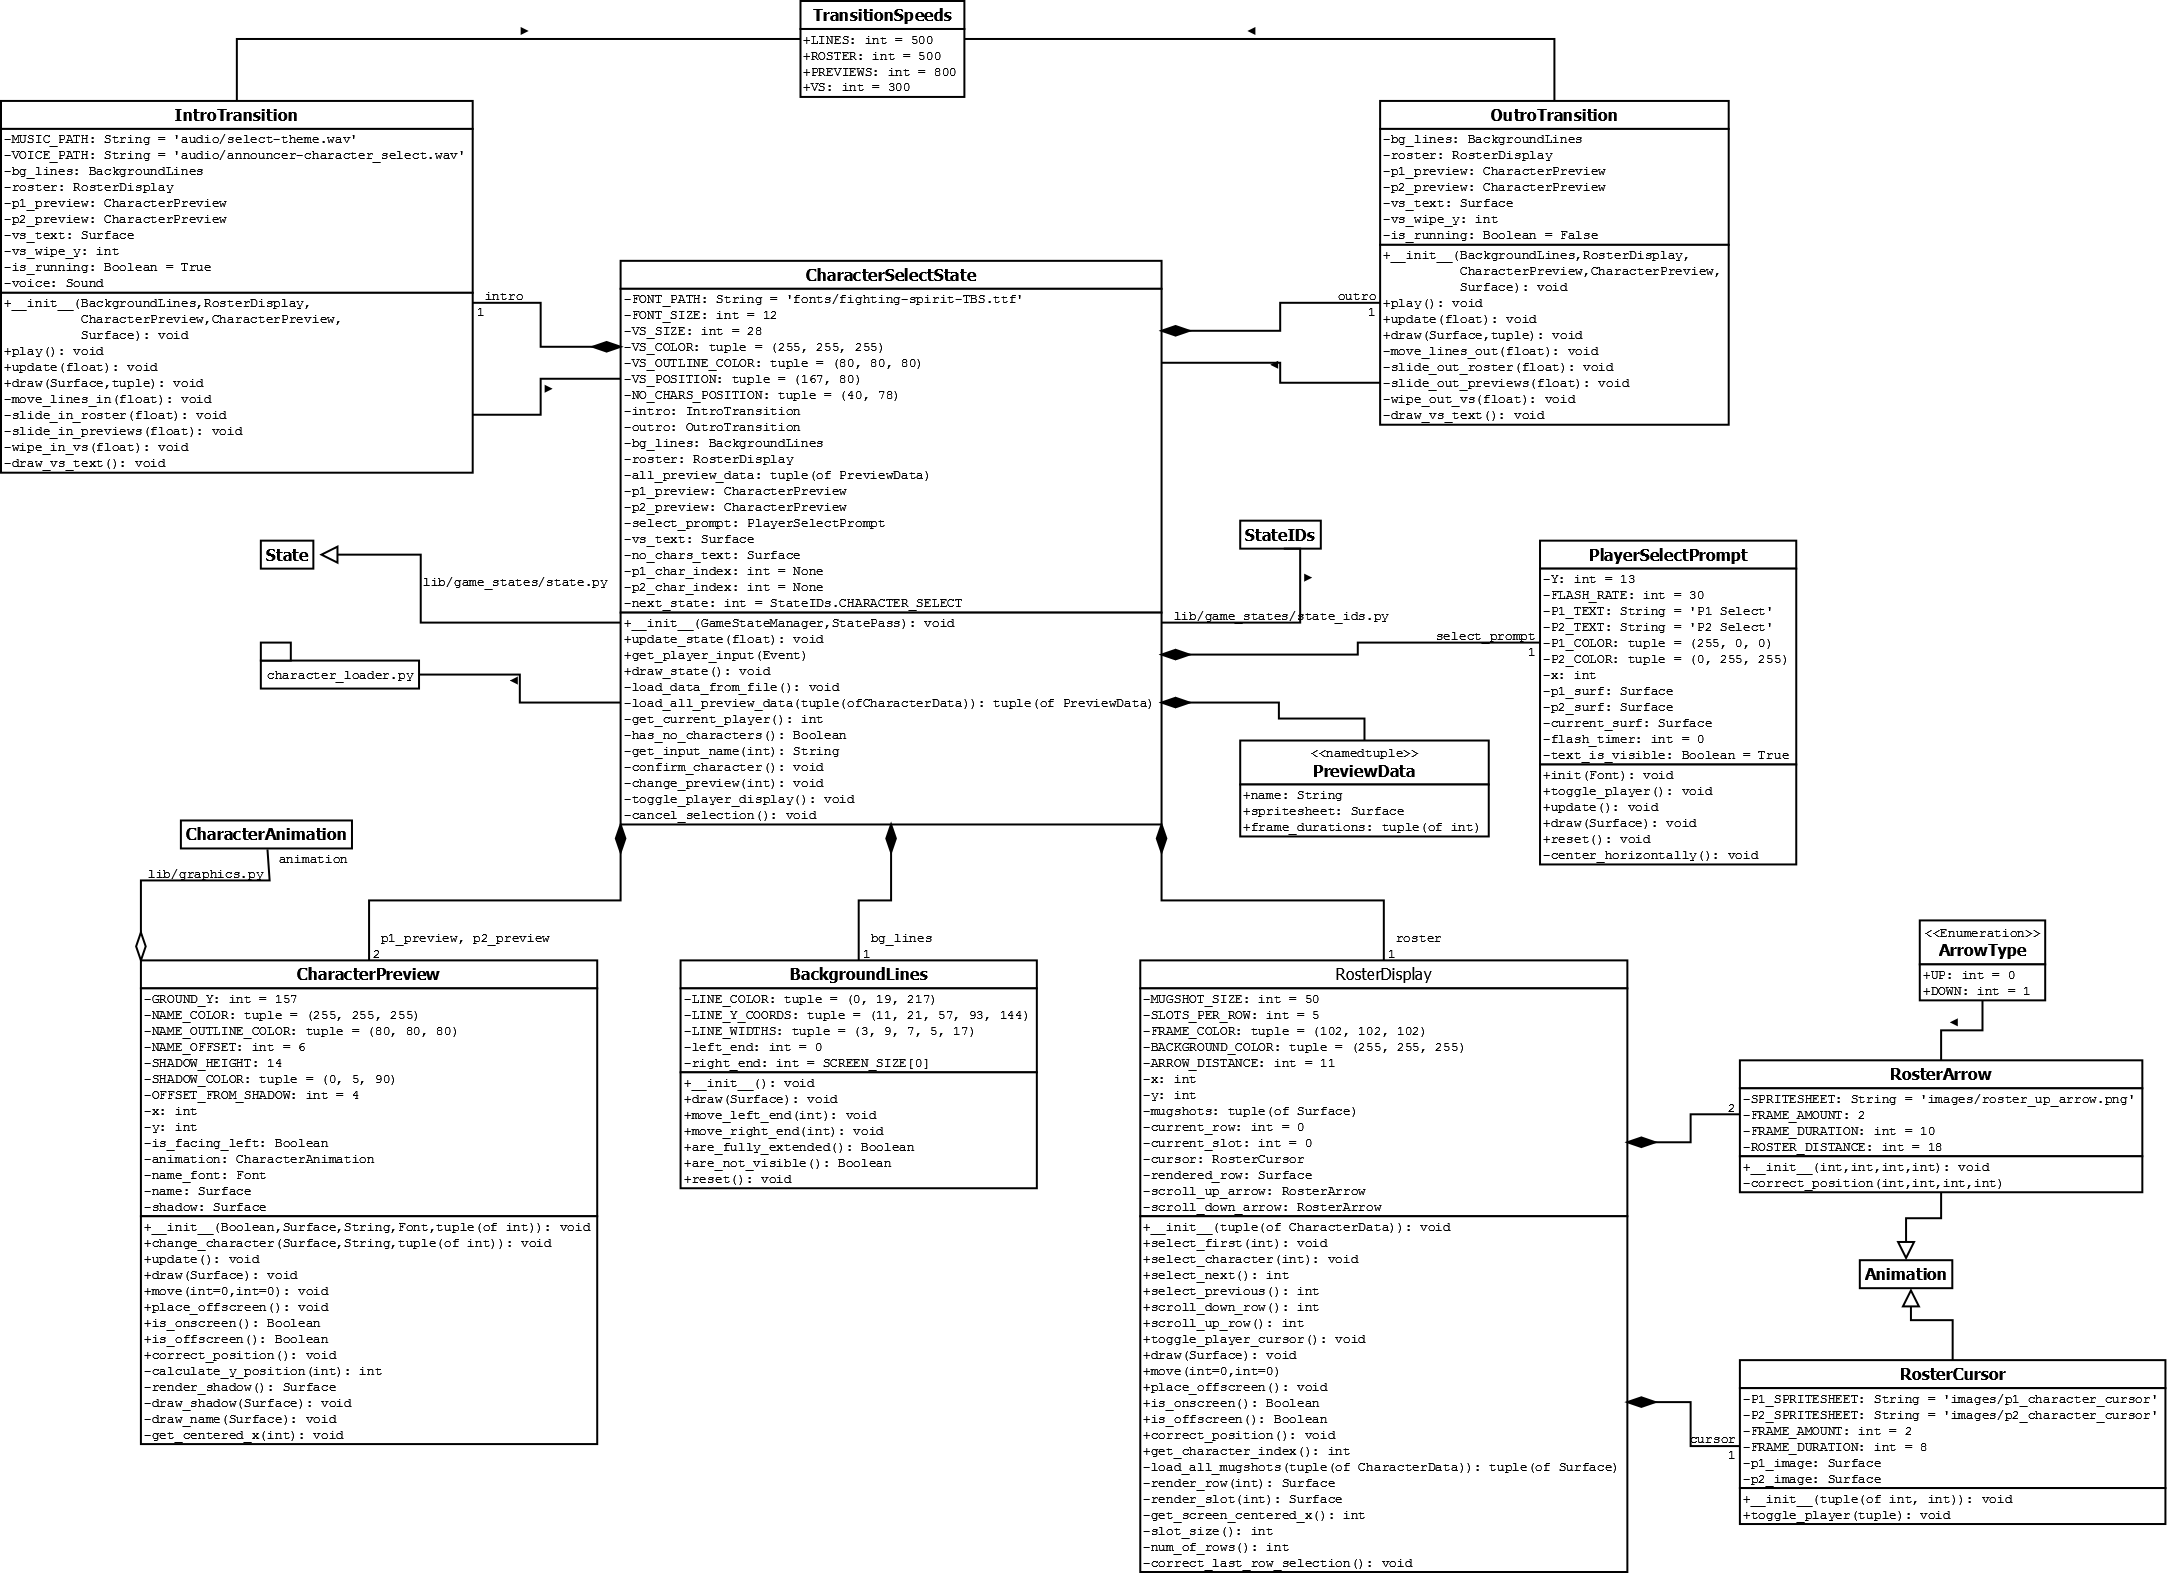 TransitionSpeeds
+LINES: int = 500
+ROSTER: int = 500
+PREVIEWS: int = 800
+VS: int = 300
IntroTransition
-MUSIC_PATH: String = 'audio/select-theme.wav'
-VOICE_PATH: String = 'audio/announcer-character_select.wav'
-bg_lines: BackgroundLines
-roster: RosterDisplay
-p1_preview: CharacterPreview
-p2_preview: CharacterPreview
-vs_text: Surface
-vs_wipe_y: int
-is_running: Boolean = True
-voice: Sound
+__init__(BackgroundLines,RosterDisplay,
CharacterPreview,CharacterPreview,
Surface): void
+play(): void
+update(float): void
+draw(Surface,tuple): void
-move_lines_in(float): void
-slide_in_roster(float): void
-slide_in_previews(float): void
-wipe_in_vs(float): void
-draw_vs_text(): void
OutroTransition
-bg_lines: BackgroundLines
-roster: RosterDisplay
-p1_preview: CharacterPreview
-p2_preview: CharacterPreview
-vs_text: Surface
-vs_wipe_y: int
-is_running: Boolean = False
+__init__(BackgroundLines,RosterDisplay,
CharacterPreview,CharacterPreview,
Surface): void
+play(): void
+update(float): void
+draw(Surface,tuple): void
-move_lines_out(float): void
-slide_out_roster(float): void
-slide_out_previews(float): void
-wipe_out_vs(float): void
-draw_vs_text(): void
intro
1
outro
1
CharacterSelectState
-FONT_PATH: String = 'fonts/fighting-spirit-TBS.ttf'
-FONT_SIZE: int = 12
-VS_SIZE: int = 28
-VS_COLOR: tuple = (255, 255, 255)
-VS_OUTLINE_COLOR: tuple = (80, 80, 80)
-VS_POSITION: tuple = (167, 80)
-NO_CHARS_POSITION: tuple = (40, 78)
-intro: IntroTransition
-outro: OutroTransition
-bg_lines: BackgroundLines
-roster: RosterDisplay
-all_preview_data: tuple(of PreviewData)
-p1_preview: CharacterPreview
-p2_preview: CharacterPreview
-select_prompt: PlayerSelectPrompt
-vs_text: Surface
-no_chars_text: Surface
-p1_char_index: int = None
-p2_char_index: int = None
-next_state: int = StateIDs.CHARACTER_SELECT
+__init__(GameStateManager,StatePass): void
+update_state(float): void
+get_player_input(Event)
+draw_state(): void
-load_data_from_file(): void
-load_all_preview_data(tuple(ofCharacterData)): tuple(of PreviewData)
-get_current_player(): int
-has_no_characters(): Boolean
-get_input_name(int): String
-confirm_character(): void
-change_preview(int): void
-toggle_player_display(): void
-cancel_selection(): void
State
lib/game_states/state.py
character_loader.py
StateIDs
lib/game_states/state_ids.py
select_prompt
1
PlayerSelectPrompt
-Y: int = 13
-FLASH_RATE: int = 30
-P1_TEXT: String = 'P1 Select'
-P2_TEXT: String = 'P2 Select'
-P1_COLOR: tuple = (255, 0, 0)
-P2_COLOR: tuple = (0, 255, 255)
-x: int
-p1_surf: Surface
-p2_surf: Surface
-current_surf: Surface
-flash_timer: int = 0
-text_is_visible: Boolean = True
+init(Font): void
+toggle_player(): void
+update(): void
+draw(Surface): void
+reset(): void
-center_horizontally(): void
<<namedtuple>>
PreviewData
+name: String
+spritesheet: Surface
+frame_durations: tuple(of int)
CharacterAnimation
animation
lib/graphics.py
p1_preview, p2_preview
2
bg_lines
1
roster
1
CharacterPreview
-GROUND_Y: int = 157
-NAME_COLOR: tuple = (255, 255, 255)
-NAME_OUTLINE_COLOR: tuple = (80, 80, 80)
-NAME_OFFSET: int = 6
-SHADOW_HEIGHT: 14
-SHADOW_COLOR: tuple = (0, 5, 90)
-OFFSET_FROM_SHADOW: int = 4
-x: int
-y: int
-is_facing_left: Boolean
-animation: CharacterAnimation
-name_font: Font
-name: Surface
-shadow: Surface
+__init__(Boolean,Surface,String,Font,tuple(of int)): void
+change_character(Surface,String,tuple(of int)): void
+update(): void
+draw(Surface): void
+move(int=0,int=0): void
+place_offscreen(): void
+is_onscreen(): Boolean
+is_offscreen(): Boolean
+correct_position(): void
-calculate_y_position(int): int
-render_shadow(): Surface
-draw_shadow(Surface): void
-draw_name(Surface): void
-get_centered_x(int): void
BackgroundLines
-LINE_COLOR: tuple = (0, 19, 217)
-LINE_Y_COORDS: tuple = (11, 21, 57, 93, 144)
-LINE_WIDTHS: tuple = (3, 9, 7, 5, 17)
-left_end: int = 0
-right_end: int = SCREEN_SIZE[0]
+__init__(): void
+draw(Surface): void
+move_left_end(int): void
+move_right_end(int): void
+are_fully_extended(): Boolean
+are_not_visible(): Boolean
+reset(): void
RosterDisplay
-MUGSHOT_SIZE: int = 50
-SLOTS_PER_ROW: int = 5
-FRAME_COLOR: tuple = (102, 102, 102)
-BACKGROUND_COLOR: tuple = (255, 255, 255)
-ARROW_DISTANCE: int = 11
-x: int
-y: int
-mugshots: tuple(of Surface)
-current_row: int = 0
-current_slot: int = 0
-cursor: RosterCursor
-rendered_row: Surface
-scroll_up_arrow: RosterArrow
-scroll_down_arrow: RosterArrow
+__init__(tuple(of CharacterData)): void
+select_first(int): void
+select_character(int): void
+select_next(): int
+select_previous(): int
+scroll_down_row(): int
+scroll_up_row(): int
+toggle_player_cursor(): void
+draw(Surface): void
+move(int=0,int=0)
+place_offscreen(): void
+is_onscreen(): Boolean
+is_offscreen(): Boolean
+correct_position(): void
+get_character_index(): int
-load_all_mugshots(tuple(of CharacterData)): tuple(of Surface)
-render_row(int): Surface
-render_slot(int): Surface
-get_screen_centered_x(): int
-slot_size(): int
-num_of_rows(): int
-correct_last_row_selection(): void
<<Enumeration>>
ArrowType
+UP: int = 0
+DOWN: int = 1
2
RosterArrow
-SPRITESHEET: String = 'images/roster_up_arrow.png'
-FRAME_AMOUNT: 2
-FRAME_DURATION: int = 10
-ROSTER_DISTANCE: int = 18
+__init__(int,int,int,int): void
-correct_position(int,int,int,int)
Animation
cursor
1
RosterCursor
-P1_SPRITESHEET: String = 'images/p1_character_cursor'
-P2_SPRITESHEET: String = 'images/p2_character_cursor'
-FRAME_AMOUNT: int = 2
-FRAME_DURATION: int = 8
-p1_image: Surface
-p2_image: Surface
+__init__(tuple(of int, int)): void
+toggle_player(tuple): void